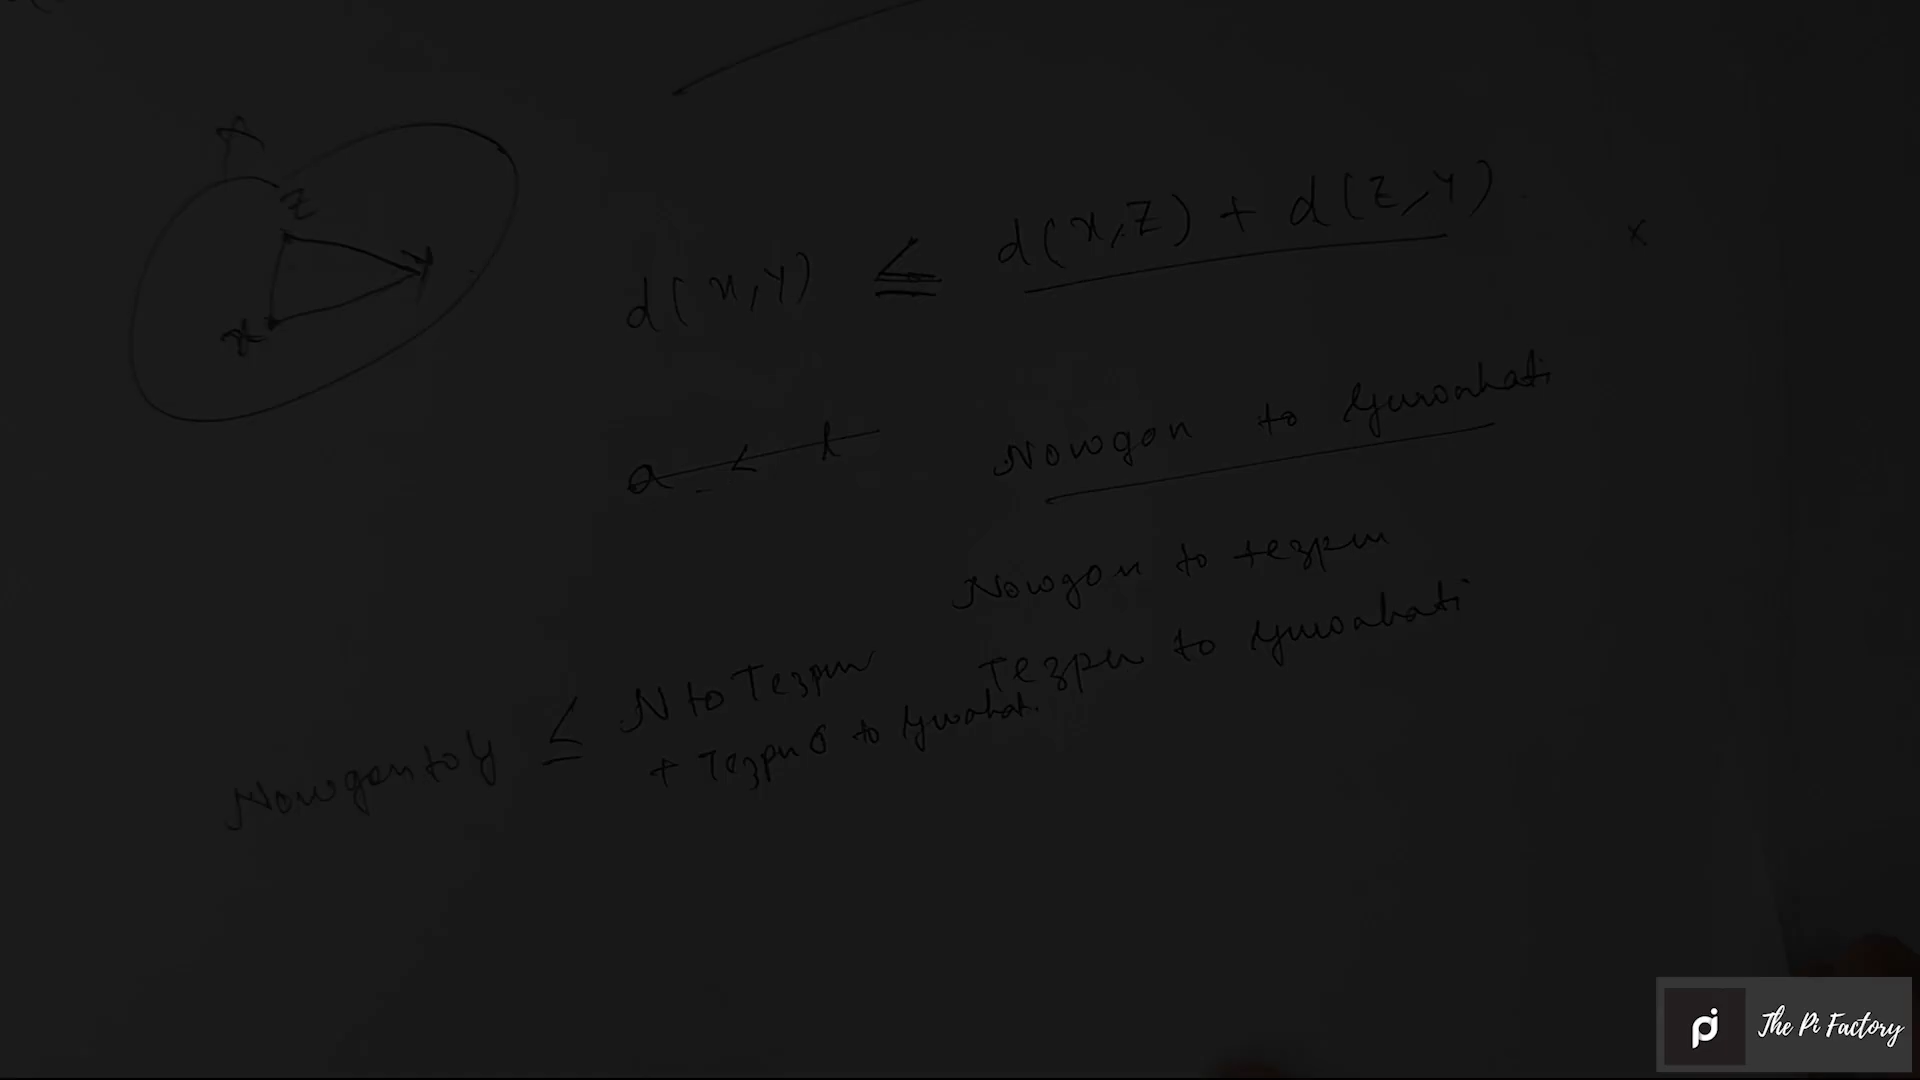 Z
Y
x
d(x,y) ≤ d(x,z) + d(z,y)
a < b
Nowgon to Guwahati
Nowgon to tezpur
Tezpur to Guwahati
Nowgon to G ≤ N to Tezpur
+ Tezpur to Guwahati
pi The Pi Factory